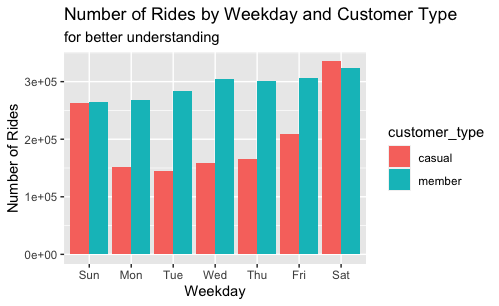 Number of Rides by Weekday and Customer Type
for better understanding
3e+05
2e+05
1e+05
0e+00
Number of Rides
Sun Mon Tue Wed Thu Fri Sat
Weekday
customer_type
casual
member